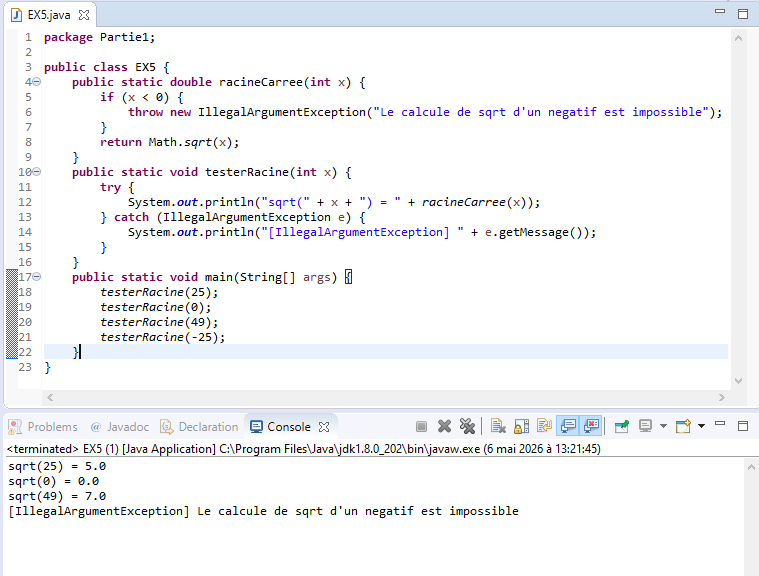 EX5.java
1 package Partie1;
2
3 public class EX5 {
4 public static double racineCarree(int x) {
5 if (x < 0) {
6 throw new IllegalArgumentException("Le calcule de sqrt d'un negatif est impossible");
7 }
8 return Math.sqrt(x);
9 }
10 public static void testerRacine(int x) {
11 try {
12 System.out.println("sqrt(" + x + ") = " + racineCarree(x));
13 } catch (IllegalArgumentException e) {
14 System.out.println("[IllegalArgumentException] " + e.getMessage());
15 }
16 }
17 public static void main(String[] args) {
18 testerRacine(25);
19 testerRacine(0);
20 testerRacine(49);
21 testerRacine(-25);
22 }
23 }
Problems @ Javadoc Declaration Console
<terminated> EX5 (1) [Java Application] C:\Program Files\Java\jdk1.8.0_202\bin\javaw.exe (6 mai 2026 à 13:21:45)
sqrt(25) = 5.0
sqrt(0) = 0.0
sqrt(49) = 7.0
[IllegalArgumentException] Le calcule de sqrt d'un negatif est impossible